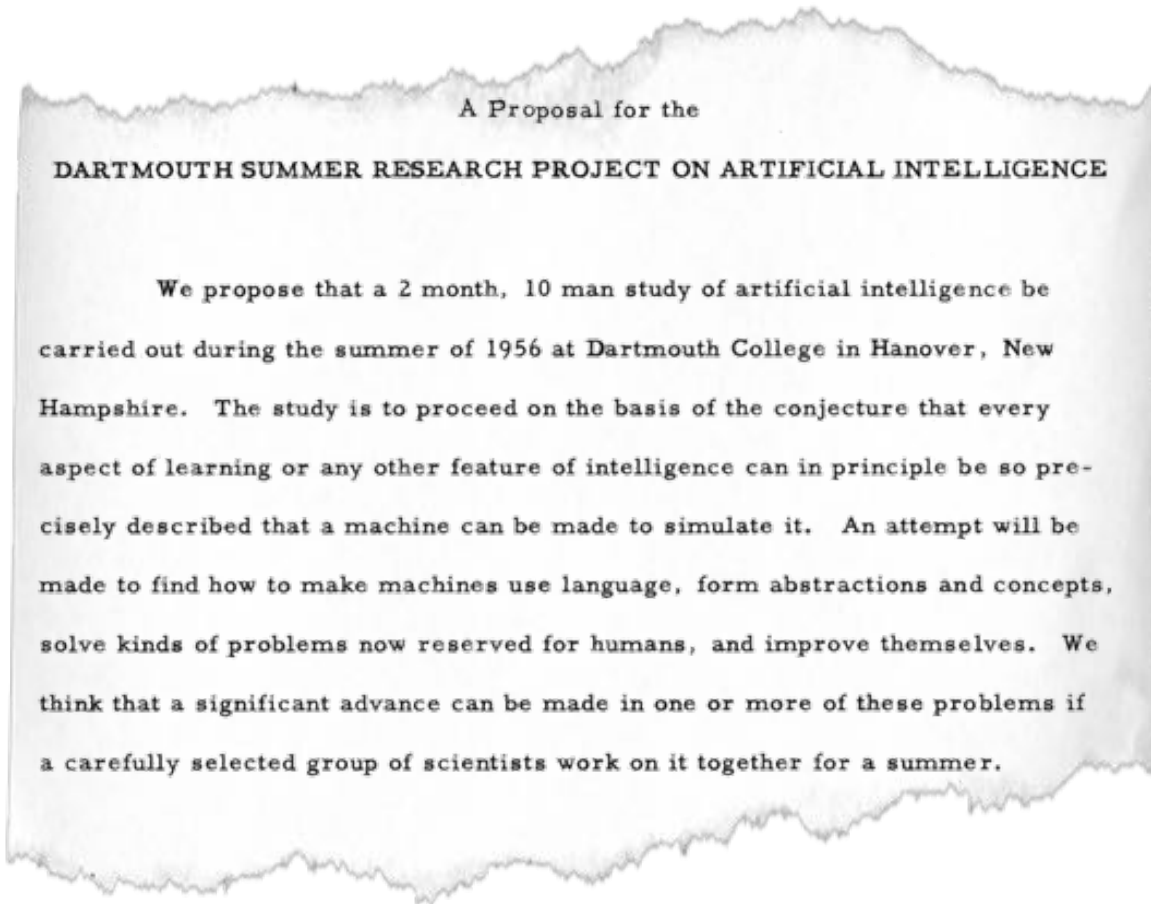 A Proposal for the
DARTMOUTH SUMMER RESEARCH PROJECT ON ARTIFICIAL INTELLIGENCE
We propose that a 2 month, 10 man study of artificial intelligence be
carried out during the summer of 1956 at Dartmouth College in Hanover, New
Hampshire. The study is to proceed on the basis of the conjecture that every
aspect of learning or any other feature of intelligence can in principle be so pre-
cisely described that a machine can be made to simulate it. An attempt will be
made to find how to make machines use language, form abstractions and concepts,
solve kinds of problems now reserved for humans, and improve themselves. We
think that a significant advance can be made in one or more of these problems if
a carefully selected group of scientists work on it together for a summer.